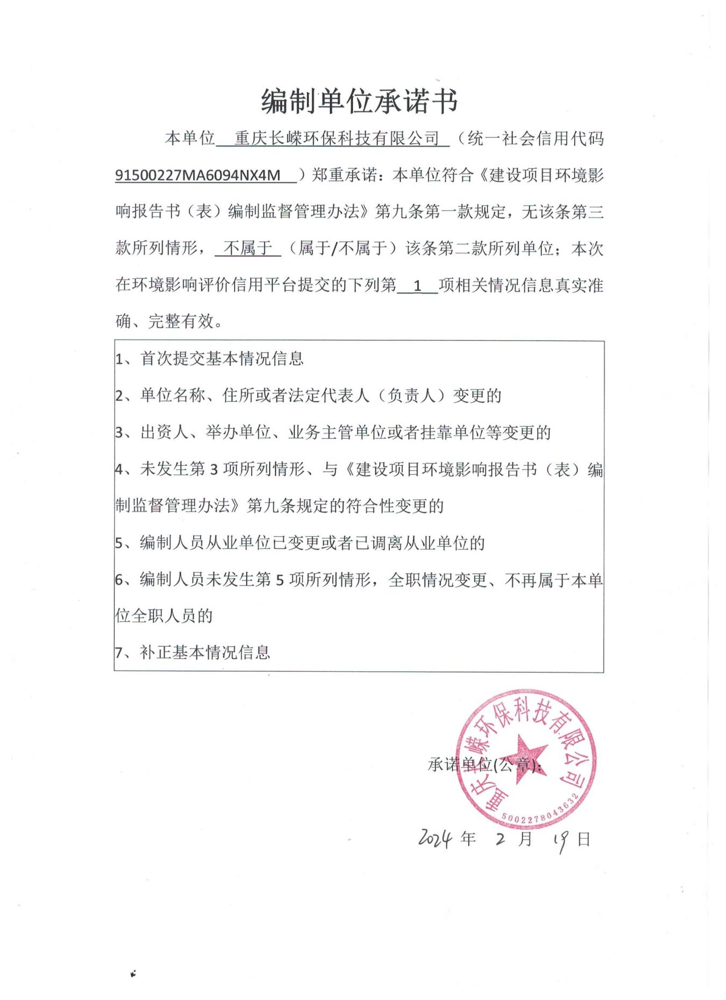 编制单位承诺书
本单位 重庆长嵘环保科技有限公司 （统一社会信用代码
91500227MA6094NX4M ）郑重承诺：本单位符合《建设项目环境影
响报告书（表）编制监督管理办法》第九条第一款规定，无该条第三
款所列情形， 不属于 （属于/不属于）该条第二款所列单位；本次
在环境影响评价信用平台提交的下列第 1 项相关情况信息真实准
确、完整有效。
1、首次提交基本情况信息
2、单位名称、住所或者法定代表人（负责人）变更的
3、出资人、举办单位、业务主管单位或者挂靠单位等变更的
4、未发生第 3 项所列情形、与《建设项目环境影响报告书（表）编
制监督管理办法》第九条规定的符合性变更的
5、编制人员从业单位已变更或者已调离从业单位的
6、编制人员未发生第 5 项所列情形，全职情况变更、不再属于本单
位全职人员的
7、补正基本情况信息
重庆长嵘环保科技有限公司
承诺单位(公章)：
5002278043632
2024 年 2 月 19 日